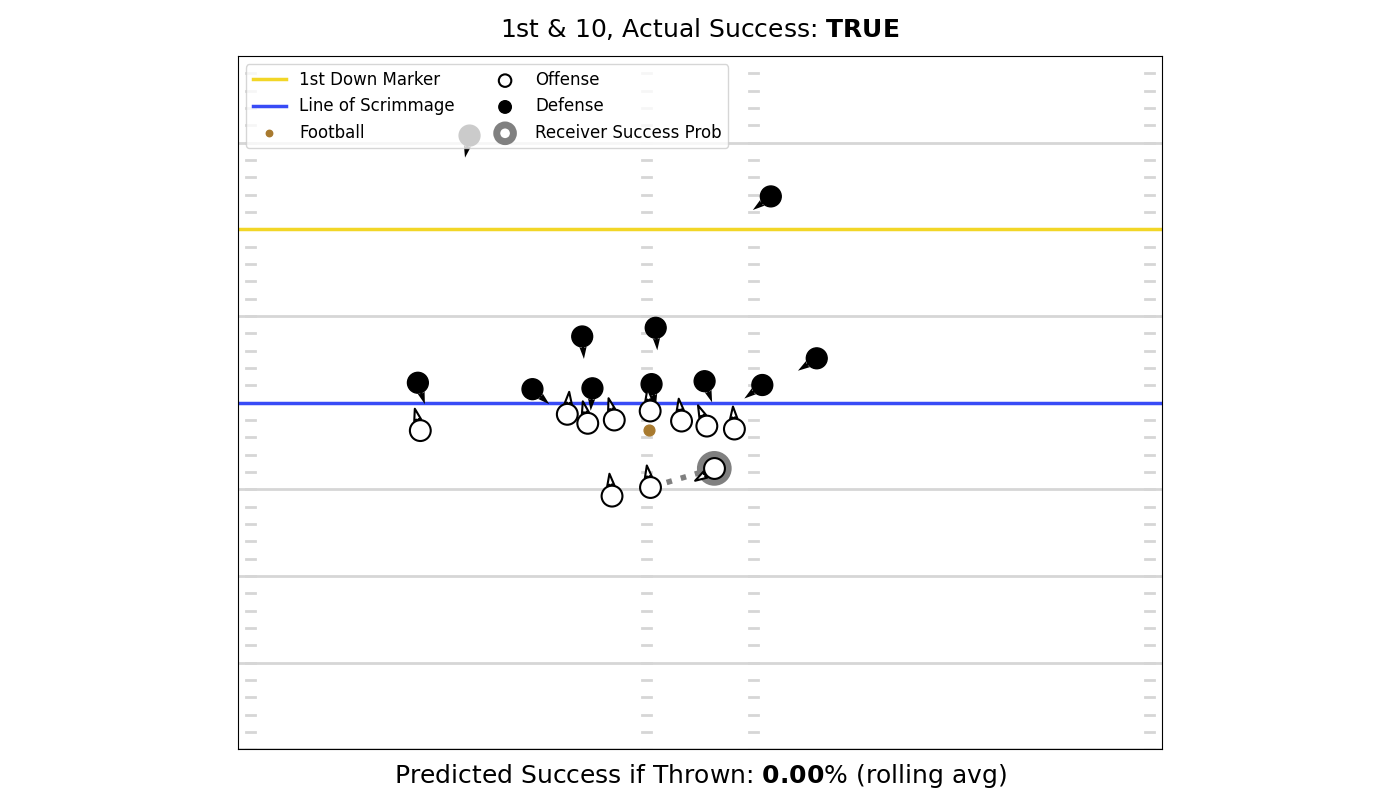 1st & 10, Actual Success: TRUE
1st Down Marker
Line of Scrimmage
Football
Offense
Defense
Receiver Success Prob
Predicted Success if Thrown: 0.00% (rolling avg)